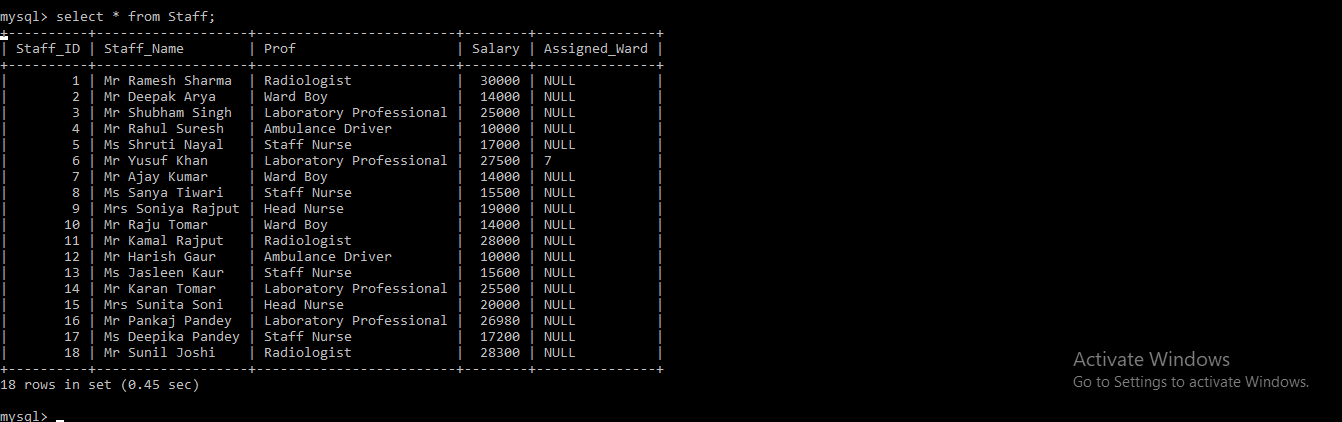 mysql> select * from Staff;
+----------+--------------------+-------------------------+--------+---------------+
| Staff_ID | Staff_Name         | Prof                    | Salary | Assigned_Ward |
+----------+--------------------+-------------------------+--------+---------------+
|        1 | Mr Ramesh Sharma   | Radiologist             |  30000 | NULL          |
|        2 | Mr Deepak Arya     | Ward Boy                |  14000 | NULL          |
|        3 | Mr Shubham Singh   | Laboratory Professional |  25000 | NULL          |
|        4 | Mr Rahul Suresh    | Ambulance Driver        |  10000 | NULL          |
|        5 | Ms Shruti Nayal    | Staff Nurse             |  17000 | NULL          |
|        6 | Mr Yusuf Khan      | Laboratory Professional |  27500 | 7             |
|        7 | Mr Ajay Kumar      | Ward Boy                |  14000 | NULL          |
|        8 | Ms Sanya Tiwari    | Staff Nurse             |  15500 | NULL          |
|        9 | Mrs Soniya Rajput  | Head Nurse              |  19000 | NULL          |
|       10 | Mr Raju Tomar      | Ward Boy                |  14000 | NULL          |
|       11 | Mr Kamal Rajput    | Radiologist             |  28000 | NULL          |
|       12 | Mr Harish Gaur     | Ambulance Driver        |  10000 | NULL          |
|       13 | Ms Jasleen Kaur    | Staff Nurse             |  15600 | NULL          |
|       14 | Mr Karan Tomar     | Laboratory Professional |  25500 | NULL          |
|       15 | Mrs Sunita Soni    | Head Nurse              |  20000 | NULL          |
|       16 | Mr Pankaj Pandey   | Laboratory Professional |  26980 | NULL          |
|       17 | Ms Deepika Pandey  | Staff Nurse             |  17200 | NULL          |
|       18 | Mr Sunil Joshi     | Radiologist             |  28300 | NULL          |
+----------+--------------------+-------------------------+--------+---------------+
18 rows in set (0.45 sec)
mysql>
Activate Windows
Go to Settings to activate Windows.